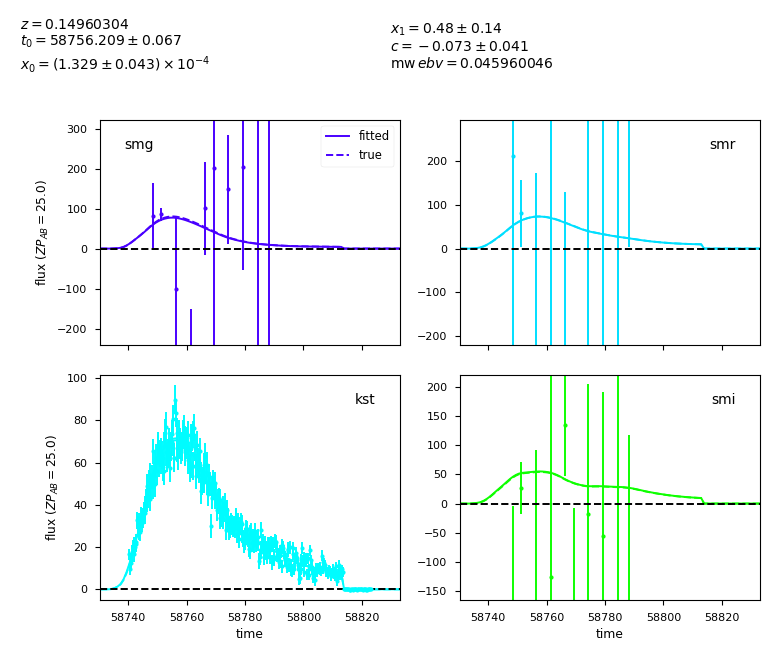 z = 0.14960304
t₀ = 58756.209 ± 0.067
x₀ = (1.329 ± 0.043) × 10⁻⁴
x₁ = 0.48 ± 0.14
c = −0.073 ± 0.041
mw ebv = 0.045960046
smg
fitted
true
300
200
100
0
−100
−200
flux (ZP_AB = 25.0)
smr
200
100
0
−100
−200
kst
100
80
60
40
20
0
flux (ZP_AB = 25.0)
58740 58760 58780 58800 58820
time
smi
200
150
100
50
0
−50
−100
−150
58740 58760 58780 58800 58820
time